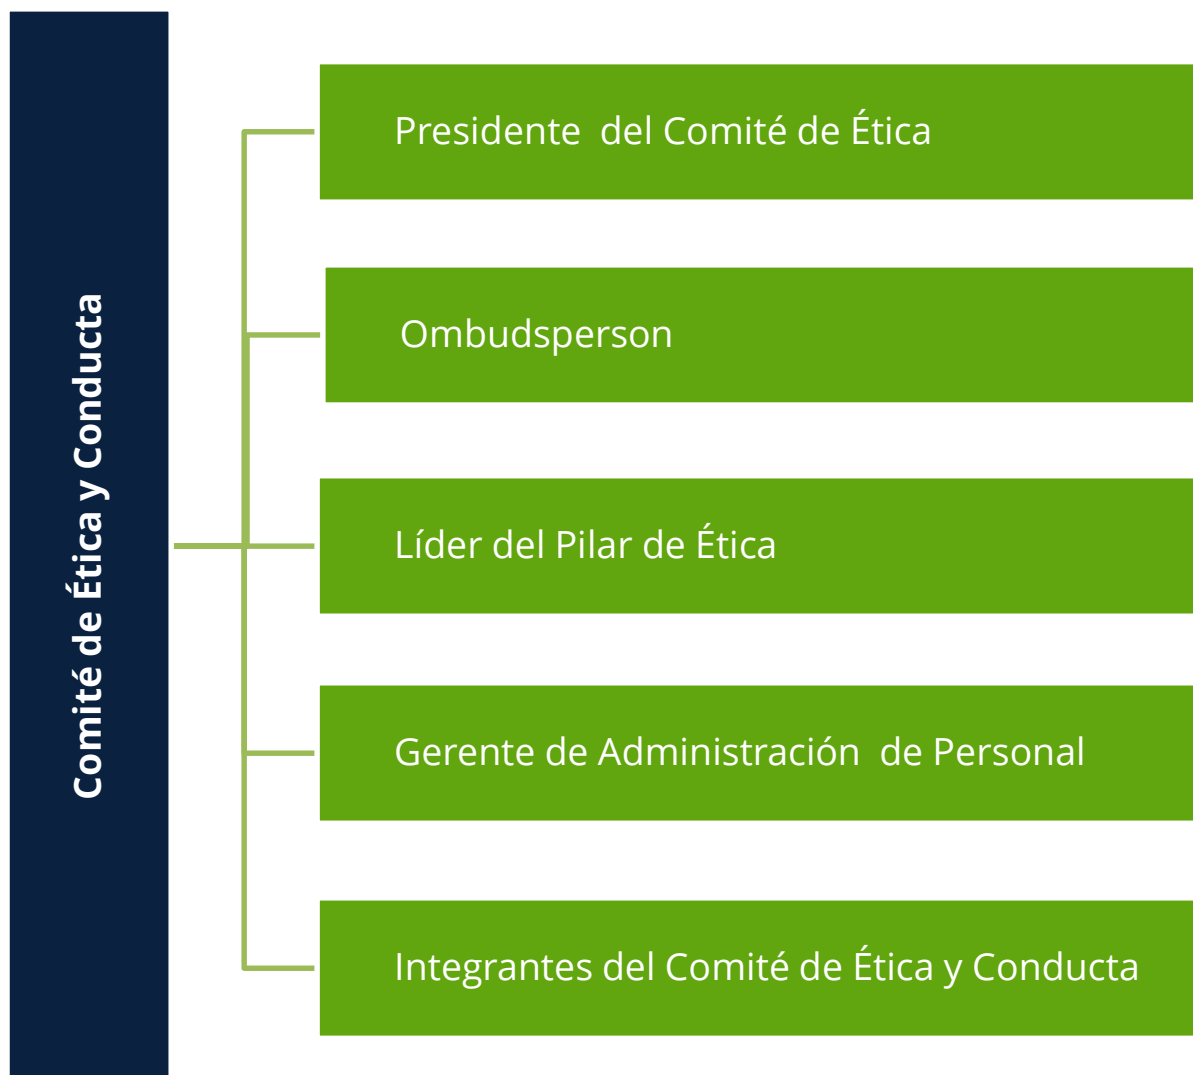 Comité de Ética y Conducta
Presidente  del Comité de Ética
Ombudsperson
Líder del Pilar de Ética
Gerente de Administración  de Personal
Integrantes del Comité de Ética y Conducta